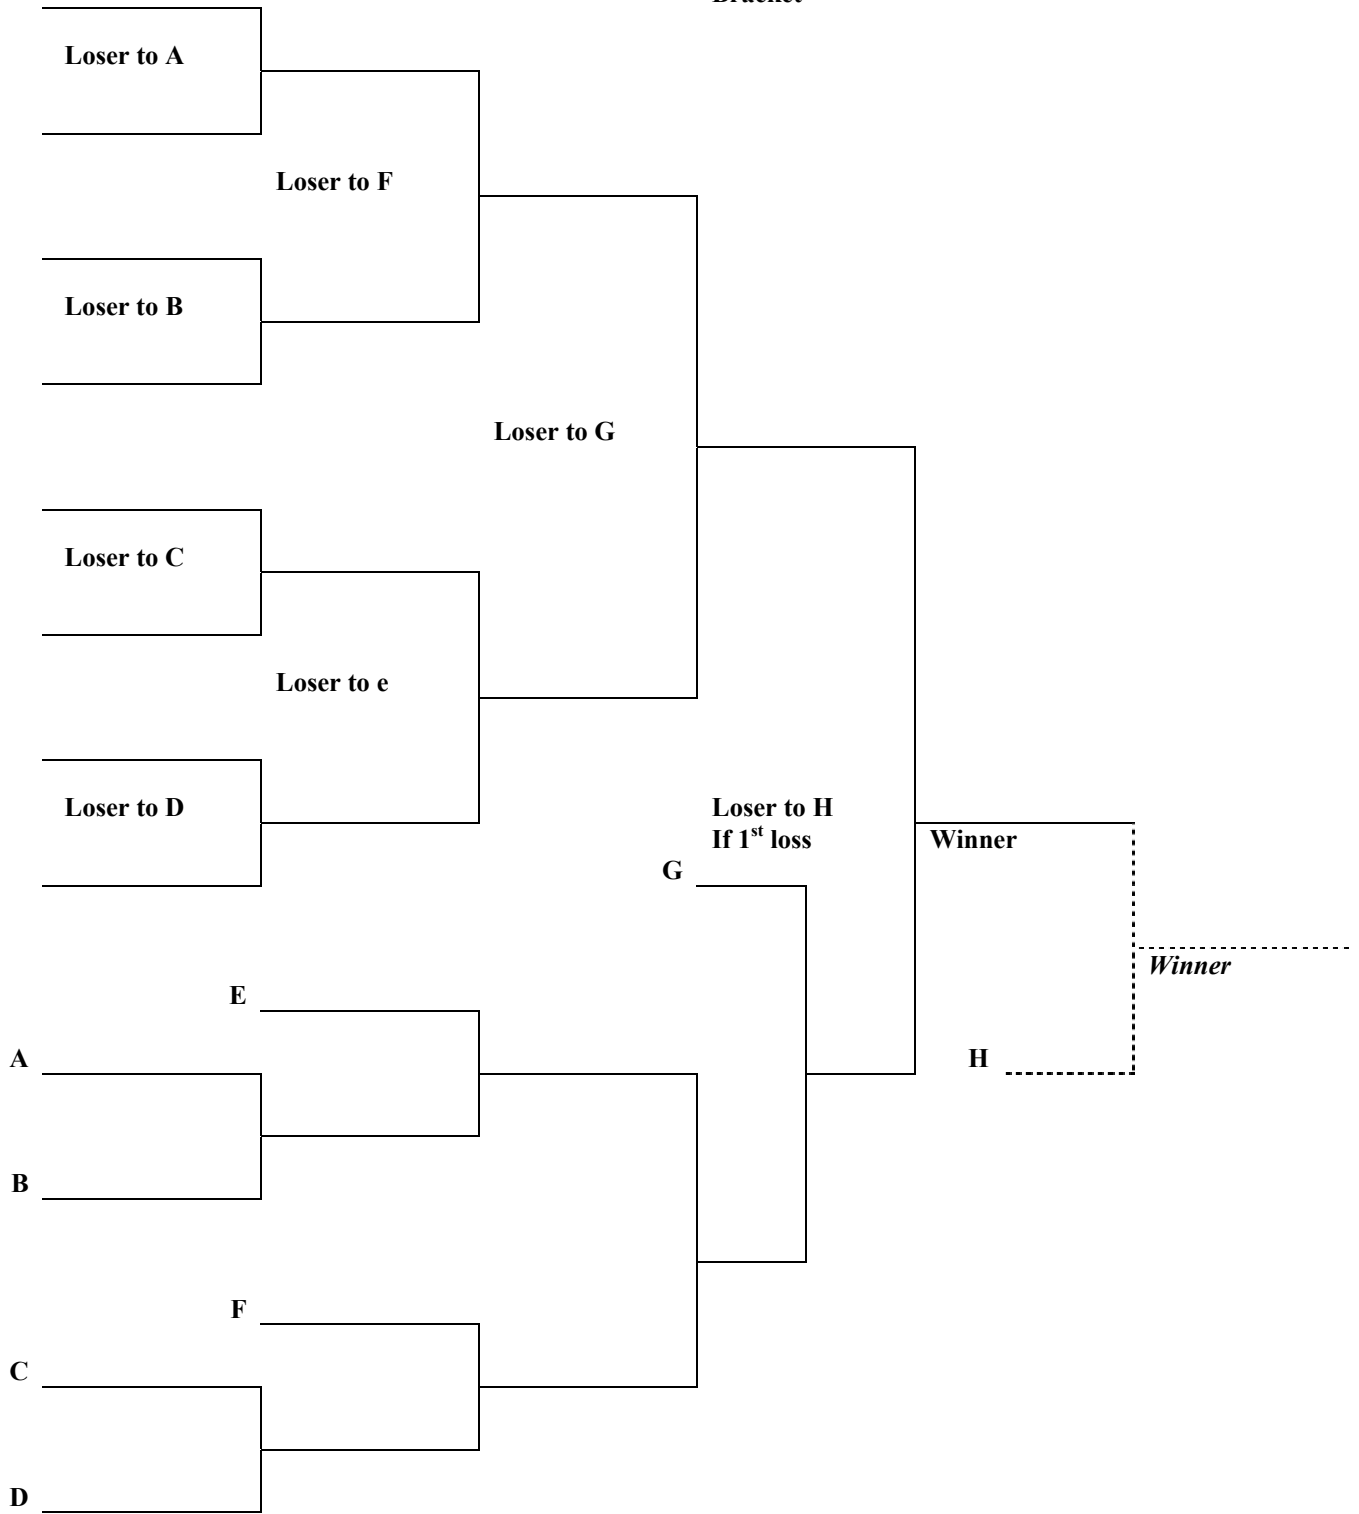 Loser to A
Loser to F
Loser to B
Loser to G
Loser to C
Loser to e
Loser to D
Loser to H
If 1st loss
Winner
G
Winner
E
A
H
B
F
C
D